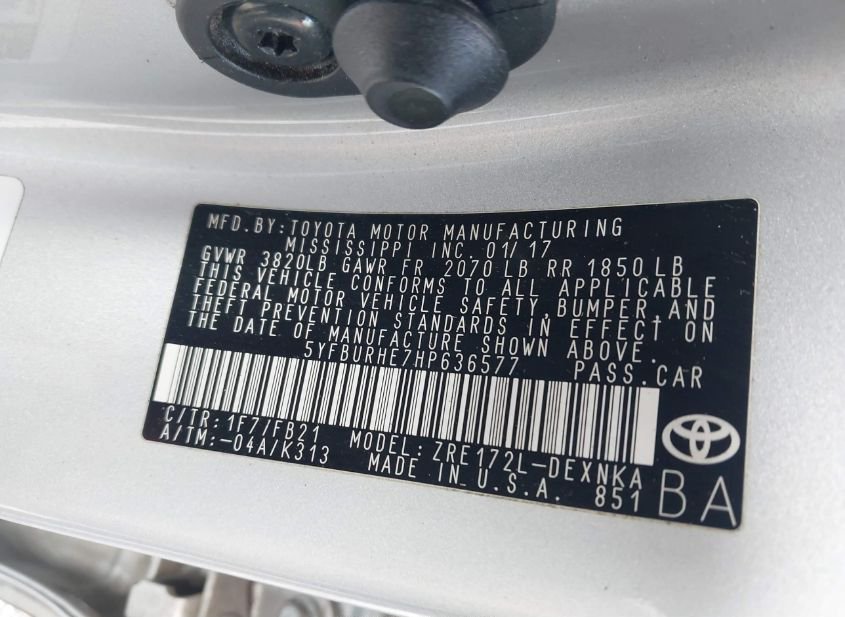 MFD.BY:TOYOTA MOTOR MANUFACTURING
MISSISSIPPI INC. 01/17
GVWR 3820LB GAWR FR 2070 LB RR 1850 LB
THIS VEHICLE CONFORMS TO ALL APPLICABLE
FEDERAL MOTOR VEHICLE SAFETY, BUMPER, AND
THEFT PREVENTION STANDARDS IN EFFECT ON
THE DATE OF MANUFACTURE SHOWN ABOVE.
5YFBURHE7HP636577 PASS.CAR
C/TR: 1F7/FB21 MODEL: ZRE172L-DEXNKA
A/TM:-04A/K313 MADE IN U.S.A. 851
BA